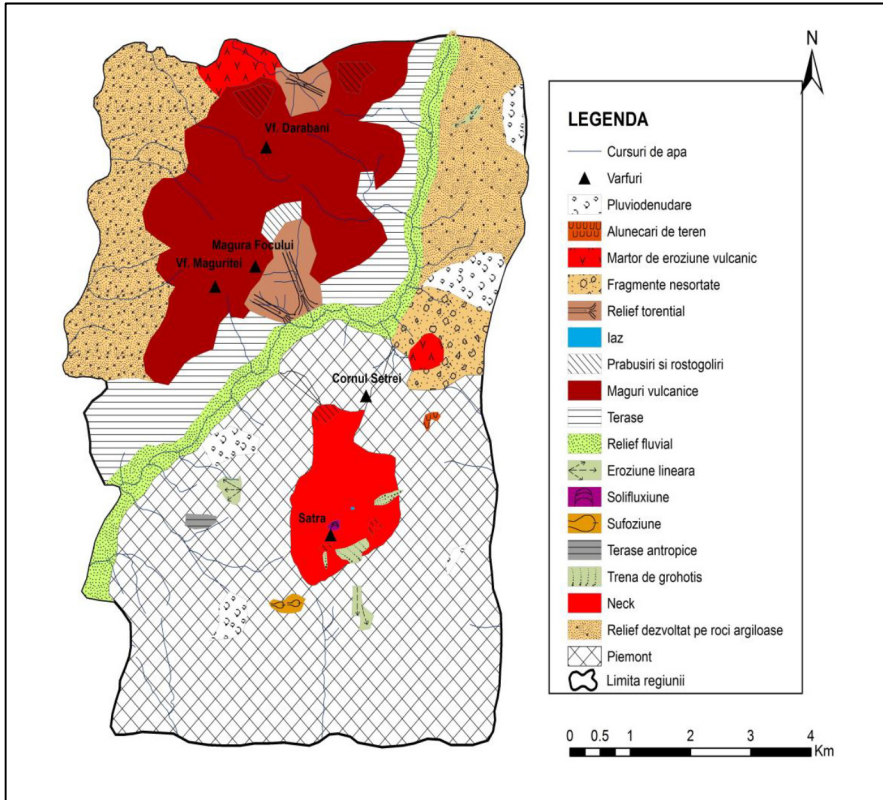 N
Vf. Darabani
Magura Focului
Vf. Maguritei
Cornul Setrei
Satra
LEGENDA
Cursuri de apa
Varfuri
Pluviodenudare
Alunecari de teren
Martor de eroziune vulcanic
Fragmente nesortate
Relief torential
Iaz
Prabusiri si rostogoliri
Maguri vulcanice
Terase
Relief fluvial
Eroziune lineara
Solifluxiune
Sufoziune
Terase antropice
Trena de grohotis
Neck
Relief dezvoltat pe roci argiloase
Piemont
Limita regiunii
0 0.5 1 2 3 4
Km